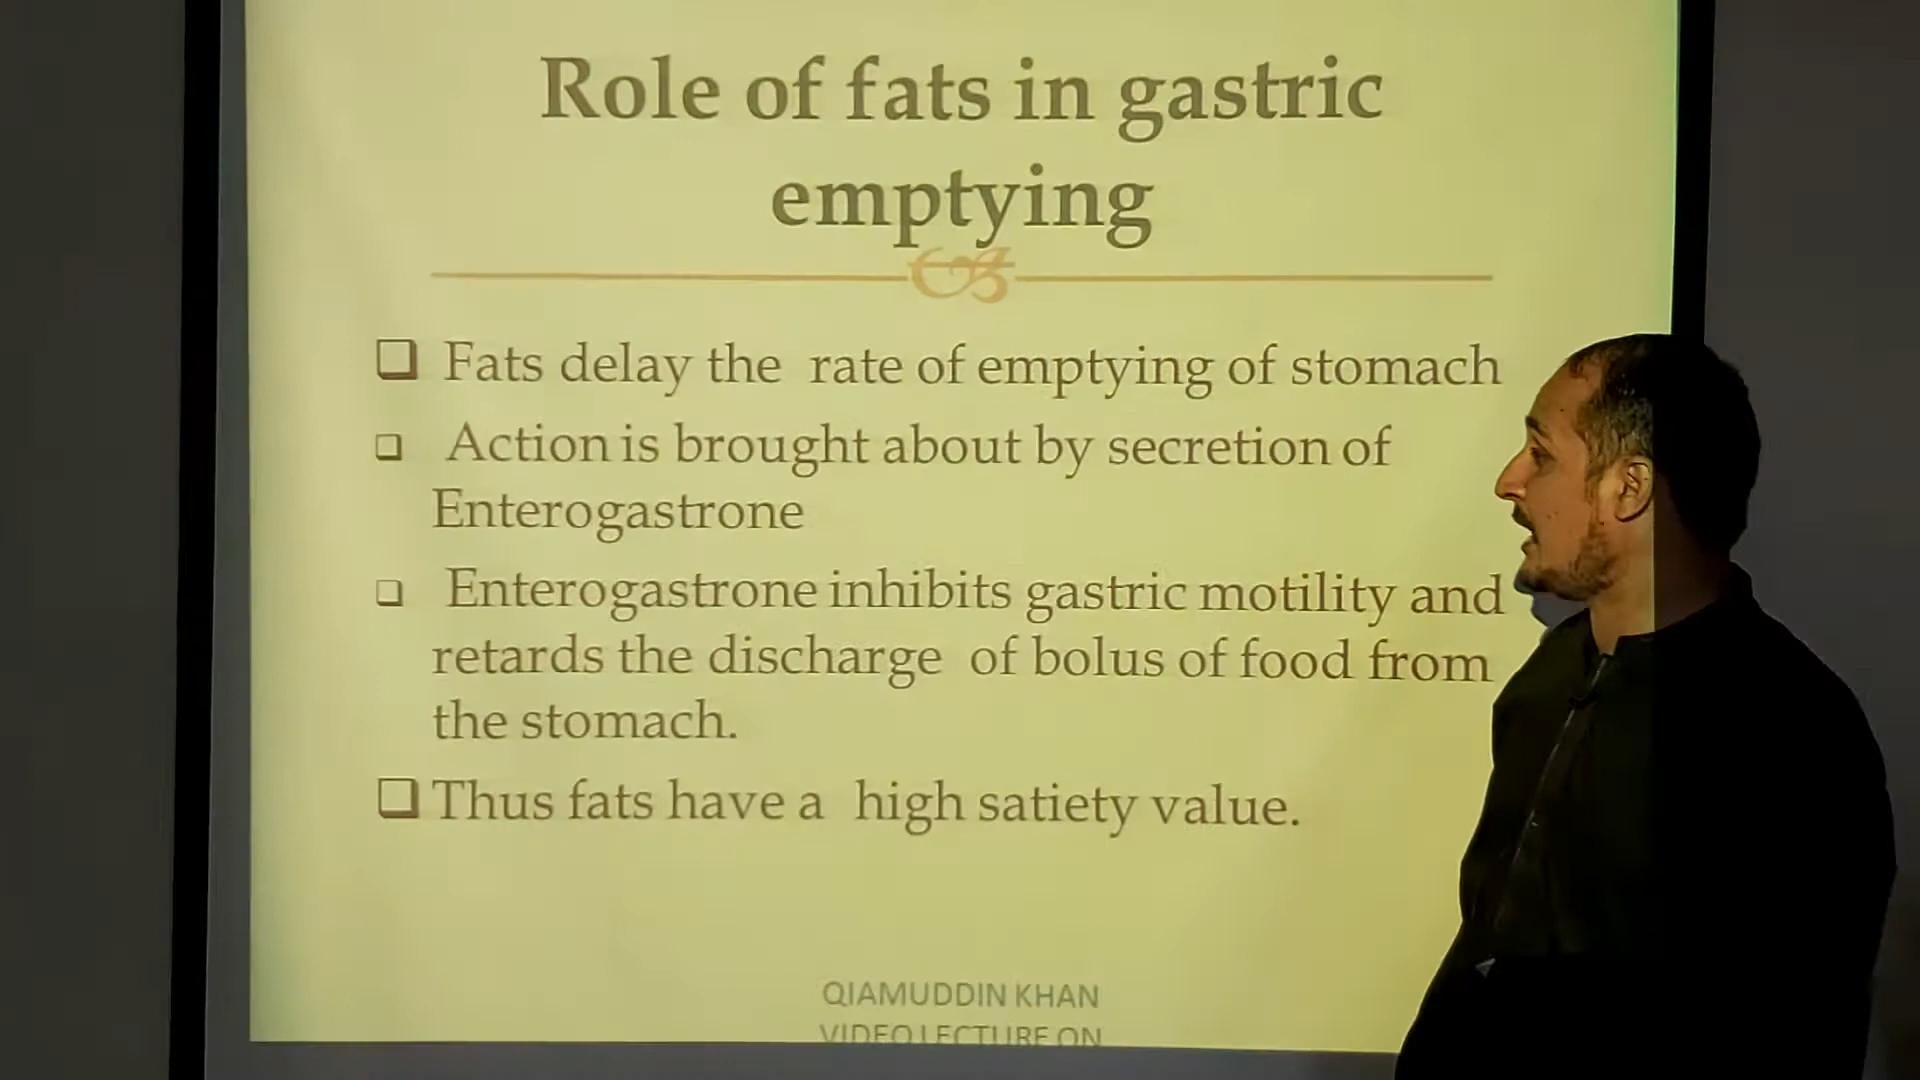 Role of fats in gastric
emptying
Fats delay the rate of emptying of stomach
Action is brought about by secretion of
Enterogastrone
Enterogastrone inhibits gastric motility and
retards the discharge of bolus of food from
the stomach.
Thus fats have a high satiety value.
QIAMUDDIN KHAN
VIDEO LECTURE ON